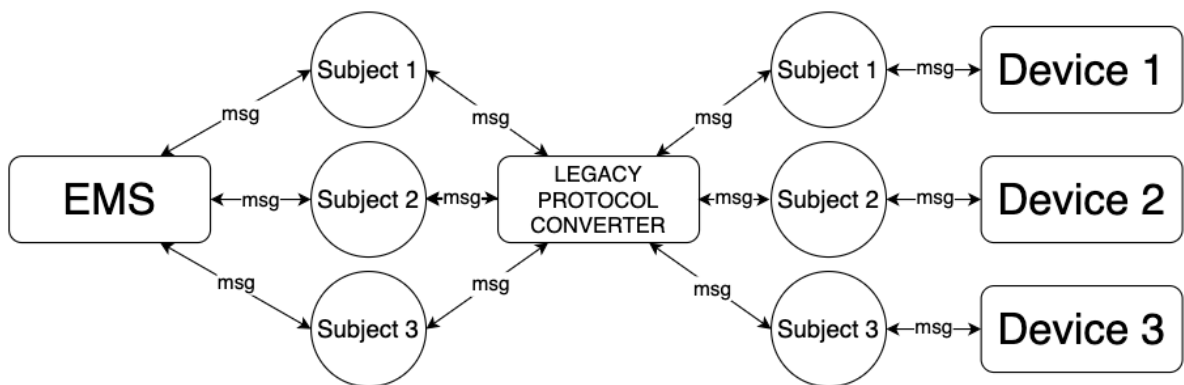 Subject 1
msg
msg
EMS
msg
Subject 2
msg
msg
Subject 3
msg
LEGACY
PROTOCOL
CONVERTER
msg
Subject 1
msg
Device 1
msg
Subject 2
msg
Device 2
msg
Subject 3
msg
Device 3